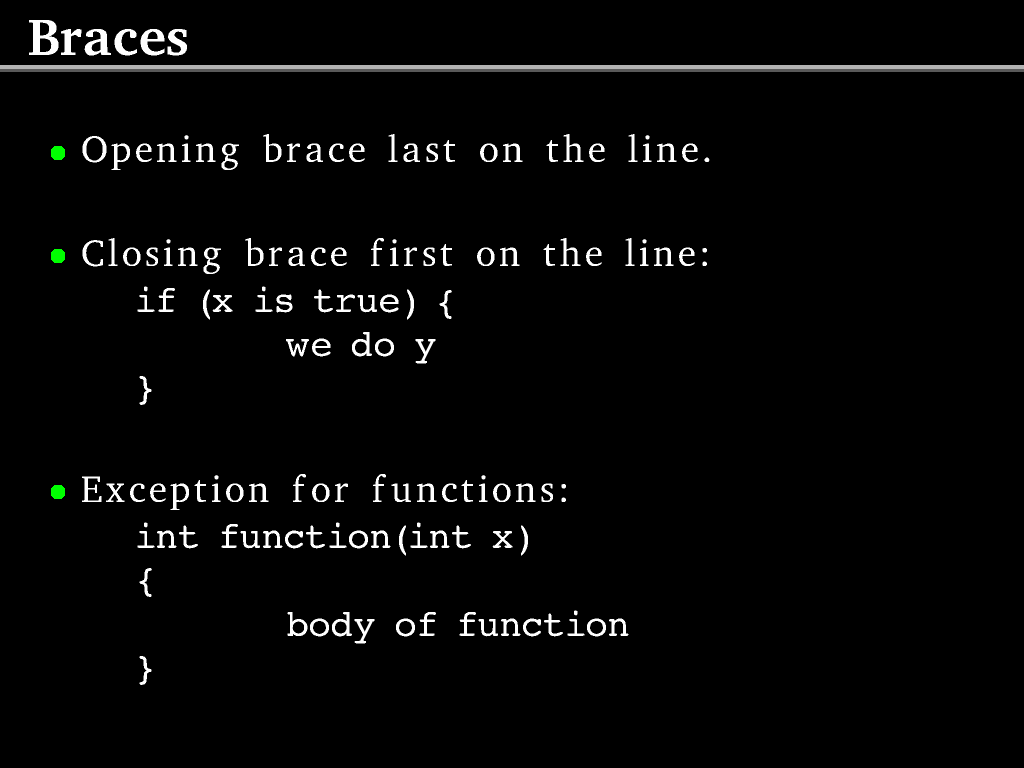 Braces
• Opening brace last on the line.
• Closing brace first on the line:
if (x is true) {
we do y
}
• Exception for functions:
int function(int x)
{
body of function
}